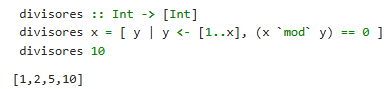 divisores :: Int -> [Int]
divisores x = [ y | y <- [1..x], (x `mod` y) == 0 ]
divisores 10
[1,2,5,10]